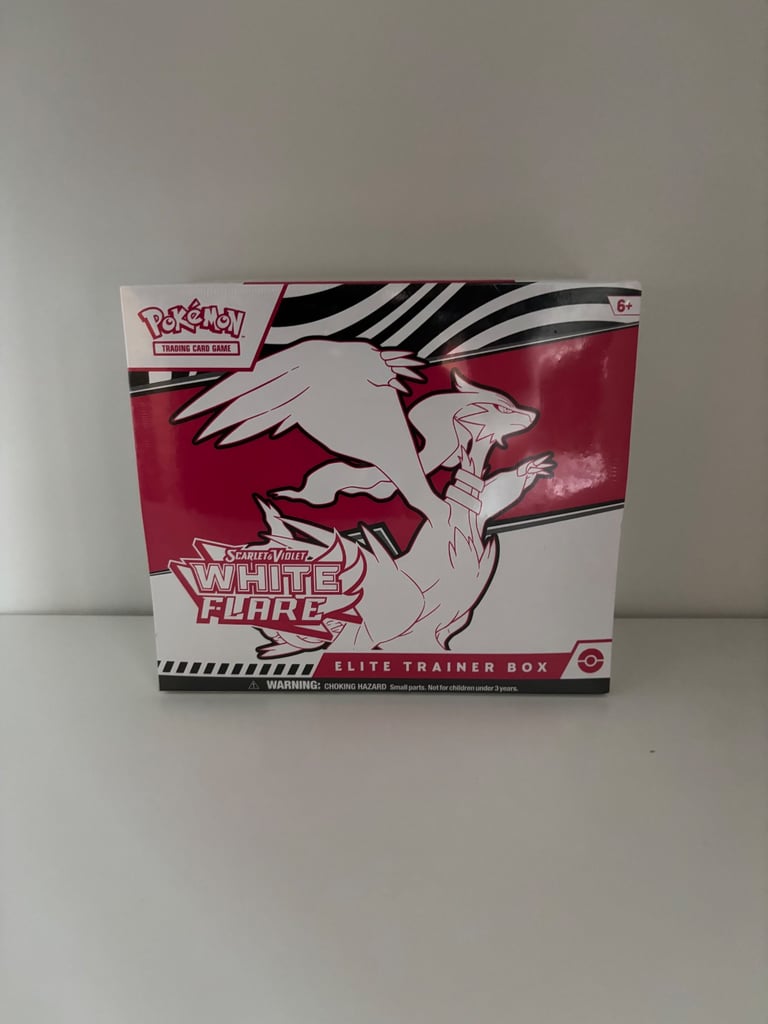 POKéMON
TRADING CARD GAME
6+
SCARLET & VIOLET
WHITE
FLARE
ELITE TRAINER BOX
⚠ WARNING: CHOKING HAZARD Small parts. Not for children under 3 years.